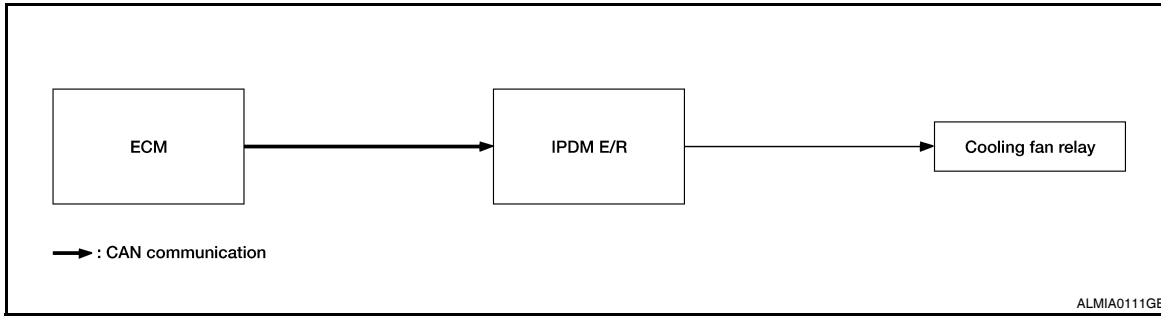 ECM
IPDM E/R
Cooling fan relay
: CAN communication
ALMIA0111GE